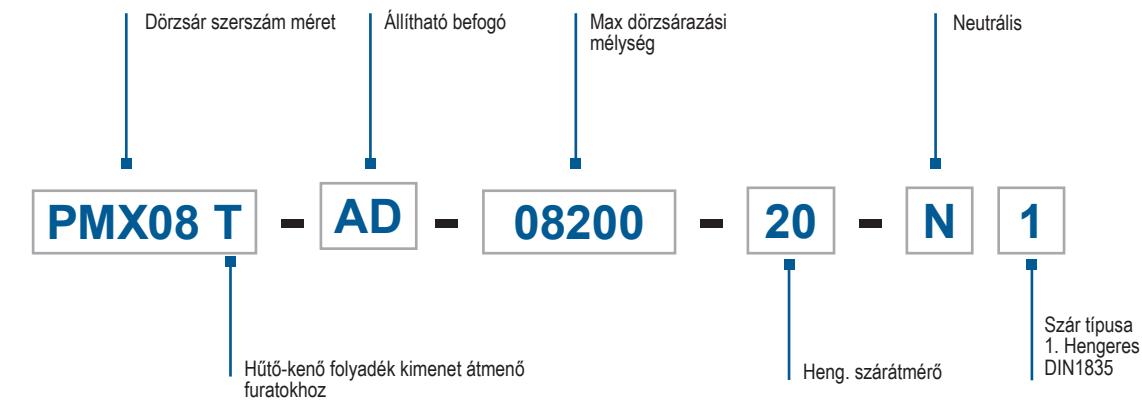 Dörzsár szerszám méret
Állítható befogó
Max dörzsárazási
mélység
Neutrális
PMX08 T - AD - 08200 - 20 - N 1
Hűtő-kenő folyadék kimenet átmenő
furatokhoz
Heng. szárátmérő
Szár típusa
1. Hengeres
DIN1835